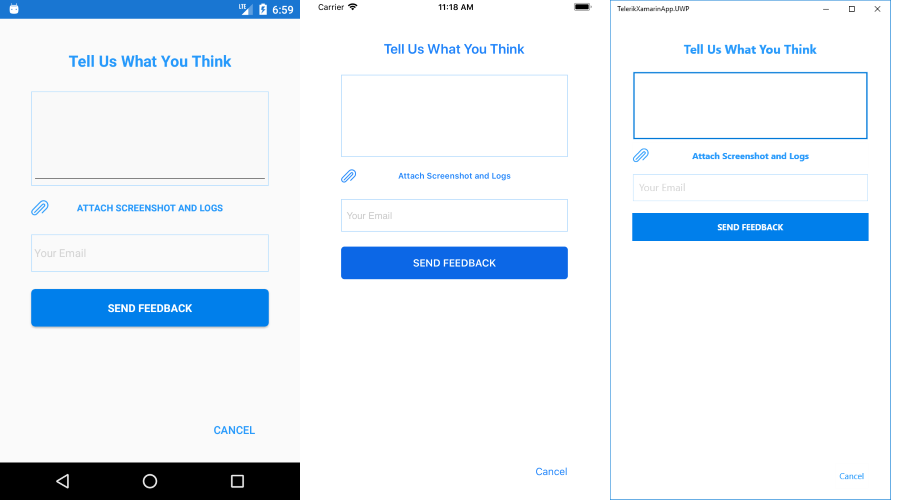 LTE 6:59
Tell Us What You Think
ATTACH SCREENSHOT AND LOGS
Your Email
SEND FEEDBACK
CANCEL
Carrier 11:18 AM
Tell Us What You Think
Attach Screenshot and Logs
Your Email
SEND FEEDBACK
Cancel
TelerikXamarinApp.UWP
Tell Us What You Think
Attach Screenshot and Logs
Your Email
SEND FEEDBACK
Cancel